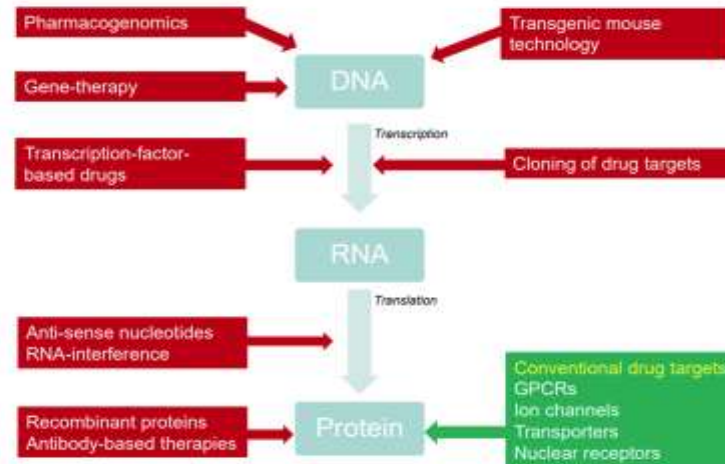 Pharmacogenomics
Transgenic mouse
technology
DNA
Gene-therapy
Transcription
Transcription-factor-
based drugs
Cloning of drug targets
RNA
Translation
Anti-sense nucleotides
RNA-interference
Conventional drug targets
GPCRs
Ion channels
Transporters
Nuclear receptors
Recombinant proteins
Antibody-based therapies
Protein